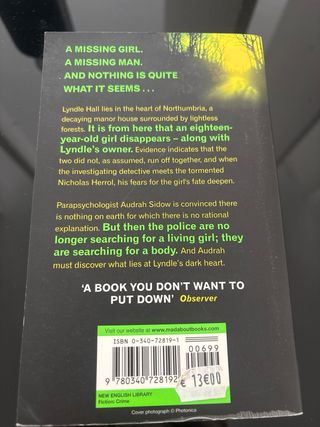 A MISSING GIRL.
A MISSING MAN.
AND NOTHING IS QUITE
WHAT IT SEEMS . . .
Lyndle Hall lies in the heart of Northumbria, a
decaying manor house surrounded by lightless
forests. It is from here that an eighteen-
year-old girl disappears – along with
Lyndle's owner. Evidence indicates that the
two did not, as assumed, run off together, and when
the investigating detective meets the tormented
Nicholas Herrol, his fears for the girl's fate deepen.
Parapsychologist Audrah Sidow is convinced there
is nothing on earth for which there is no rational
explanation. But then the police are no
longer searching for a living girl; they
are searching for a body. And Audrah
must discover what lies at Lyndle's dark heart.
'A BOOK YOU DON'T WANT TO
PUT DOWN' Observer
Visit our website at www.madaboutbooks.com
ISBN 0-340-72819-1
00699
9 780340 728192
€ 13€00
NEW ENGLISH LIBRARY
Fiction: Crime
Cover photograph © Photonica